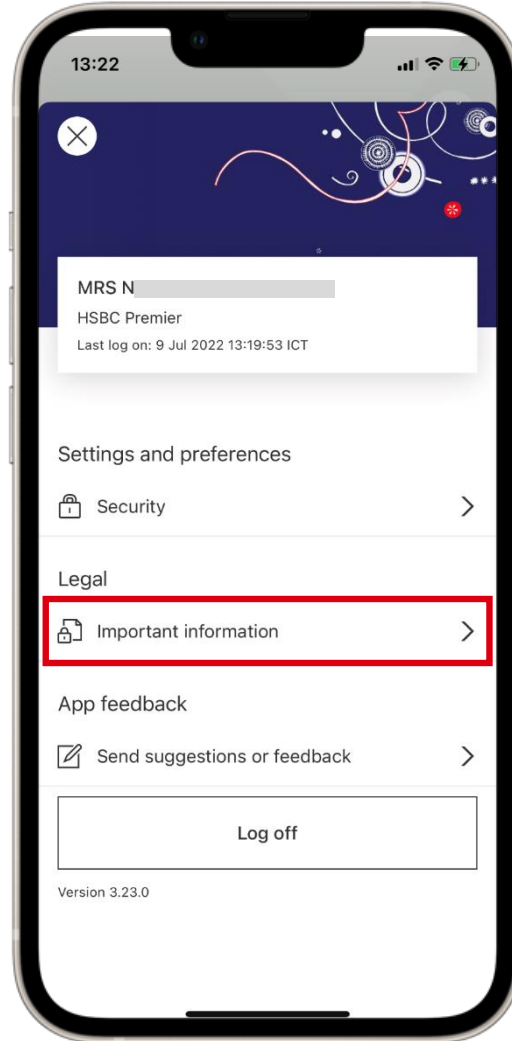 13:22
MRS N
HSBC Premier
Last log on: 9 Jul 2022 13:19:53 ICT
Settings and preferences
Security
Legal
Important information
App feedback
Send suggestions or feedback
Log off
Version 3.23.0